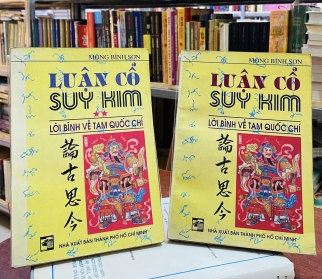 MỘNG BÌNH SƠN
LUẬN CỔ
SUY KIM
★★
LỜI BÌNH VỀ TAM QUỐC CHÍ
論
古
思
今
NHÀ XUẤT BẢN THÀNH PHỐ HỒ CHÍ MINH
MỘNG BÌNH SƠN
LUẬN CỔ
SUY KIM
LỜI BÌNH VỀ TAM QUỐC CHÍ
論
古
思
今
NHÀ XUẤT BẢN THÀNH PHỐ HỒ CHÍ MINH